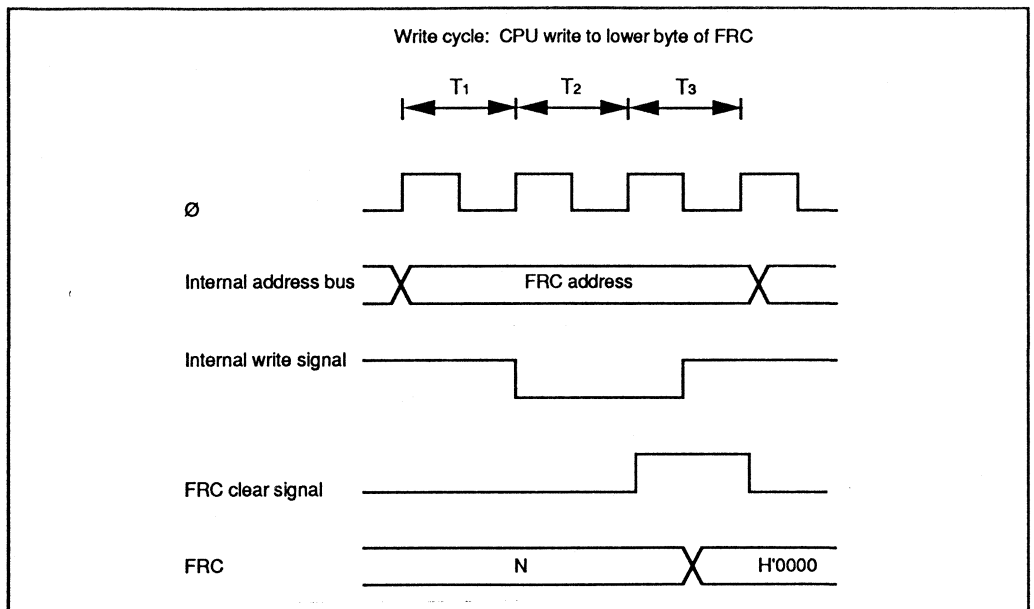 Write cycle: CPU write to lower byte of FRC
T1 T2 T3
Ø
Internal address bus FRC address
Internal write signal
FRC clear signal
FRC N H'0000